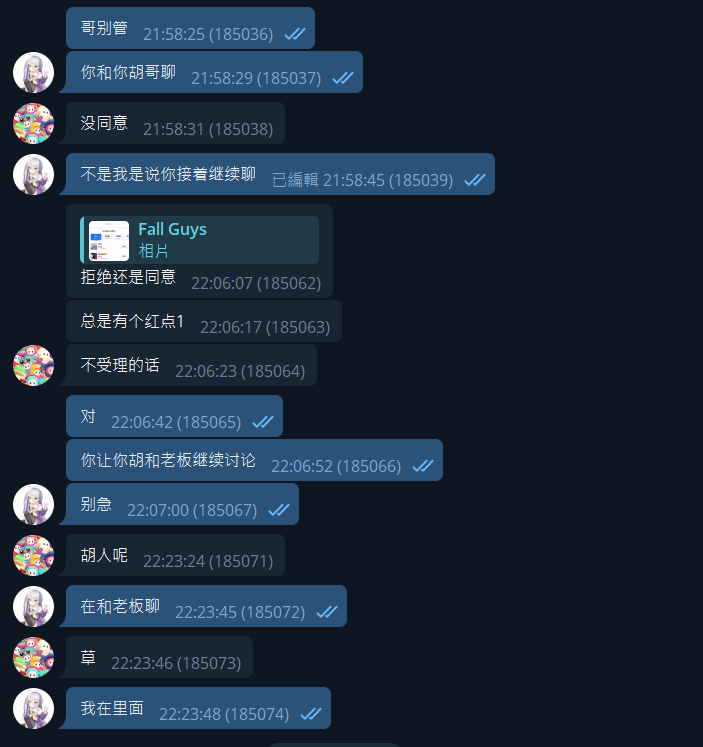 哥别管 21:58:25 (185036)
你和你胡哥聊 21:58:29 (185037)
没同意 21:58:31 (185038)
不是我是说你接着继续聊 已編輯 21:58:45 (185039)
Fall Guys
相片
拒绝还是同意 22:06:07 (185062)
总是有个红点1 22:06:17 (185063)
不受理的话 22:06:23 (185064)
对 22:06:42 (185065)
你让你胡和老板继续讨论 22:06:52 (185066)
别急 22:07:00 (185067)
胡人呢 22:23:24 (185071)
在和老板聊 22:23:45 (185072)
草 22:23:46 (185073)
我在里面 22:23:48 (185074)